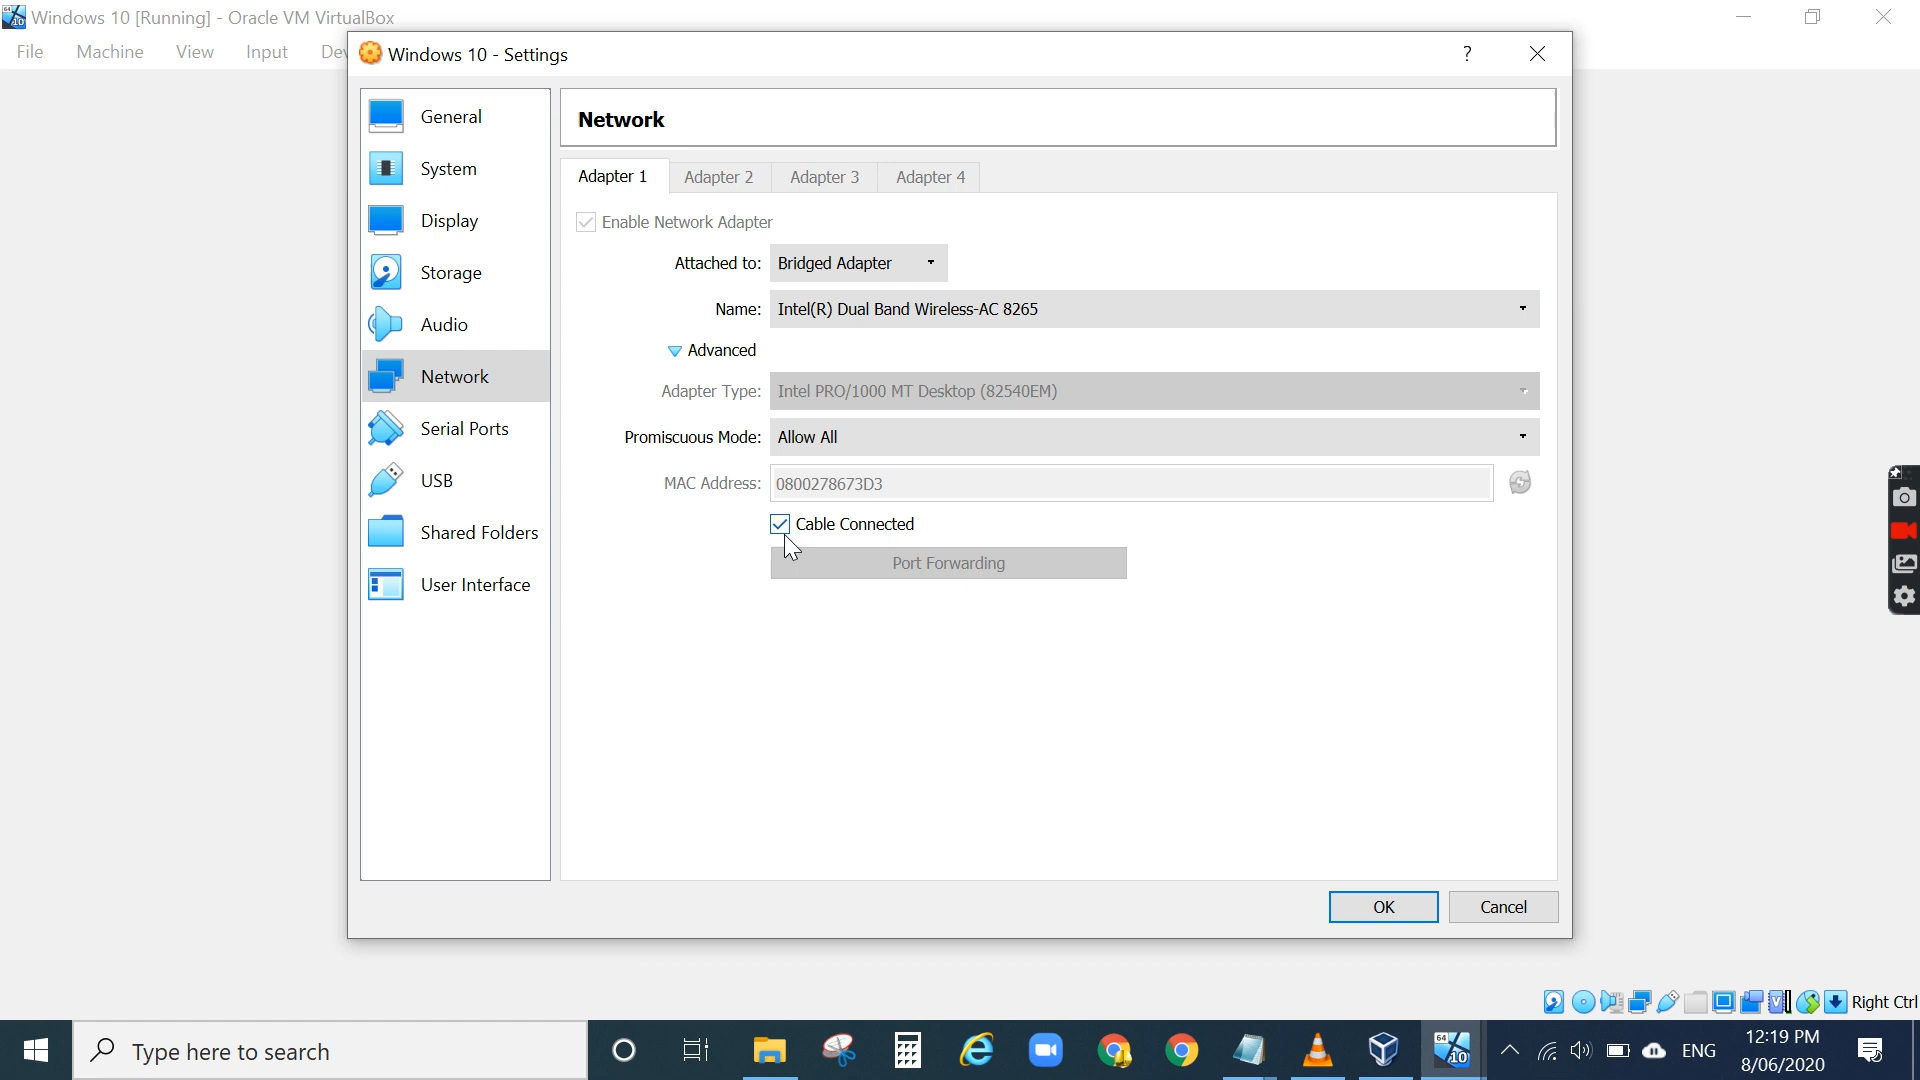 Windows 10 [Running] - Oracle VM VirtualBox
File Machine View Input Dev
Windows 10 - Settings
?
General
System
Display
Storage
Audio
Network
Serial Ports
USB
Shared Folders
User Interface
Network
Adapter 1 Adapter 2 Adapter 3 Adapter 4
Enable Network Adapter
Attached to: Bridged Adapter
Name: Intel(R) Dual Band Wireless-AC 8265
Advanced
Adapter Type: Intel PRO/1000 MT Desktop (82540EM)
Promiscuous Mode: Allow All
MAC Address: 0800278673D3
Cable Connected
Port Forwarding
OK Cancel
Right Ctrl
Type here to search
64
10
ENG
12:19 PM
8/06/2020